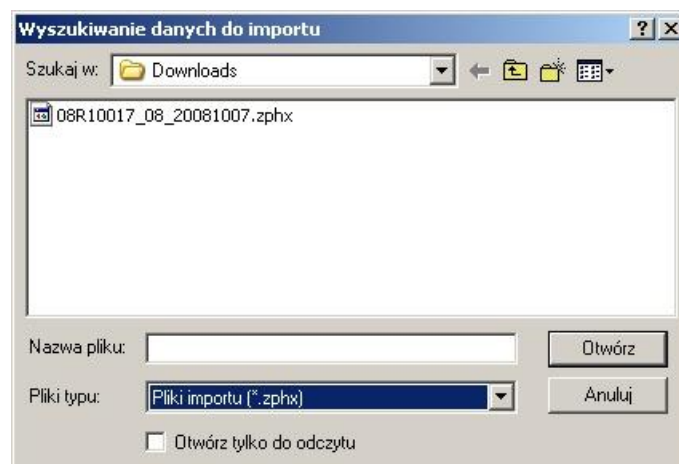 Wyszukiwanie danych do importu
Szukaj w: Downloads
08R10017_08_20081007.zphx
Nazwa pliku: Otwórz
Pliki typu: Pliki importu (*.zphx) Anuluj
Otwórz tylko do odczytu